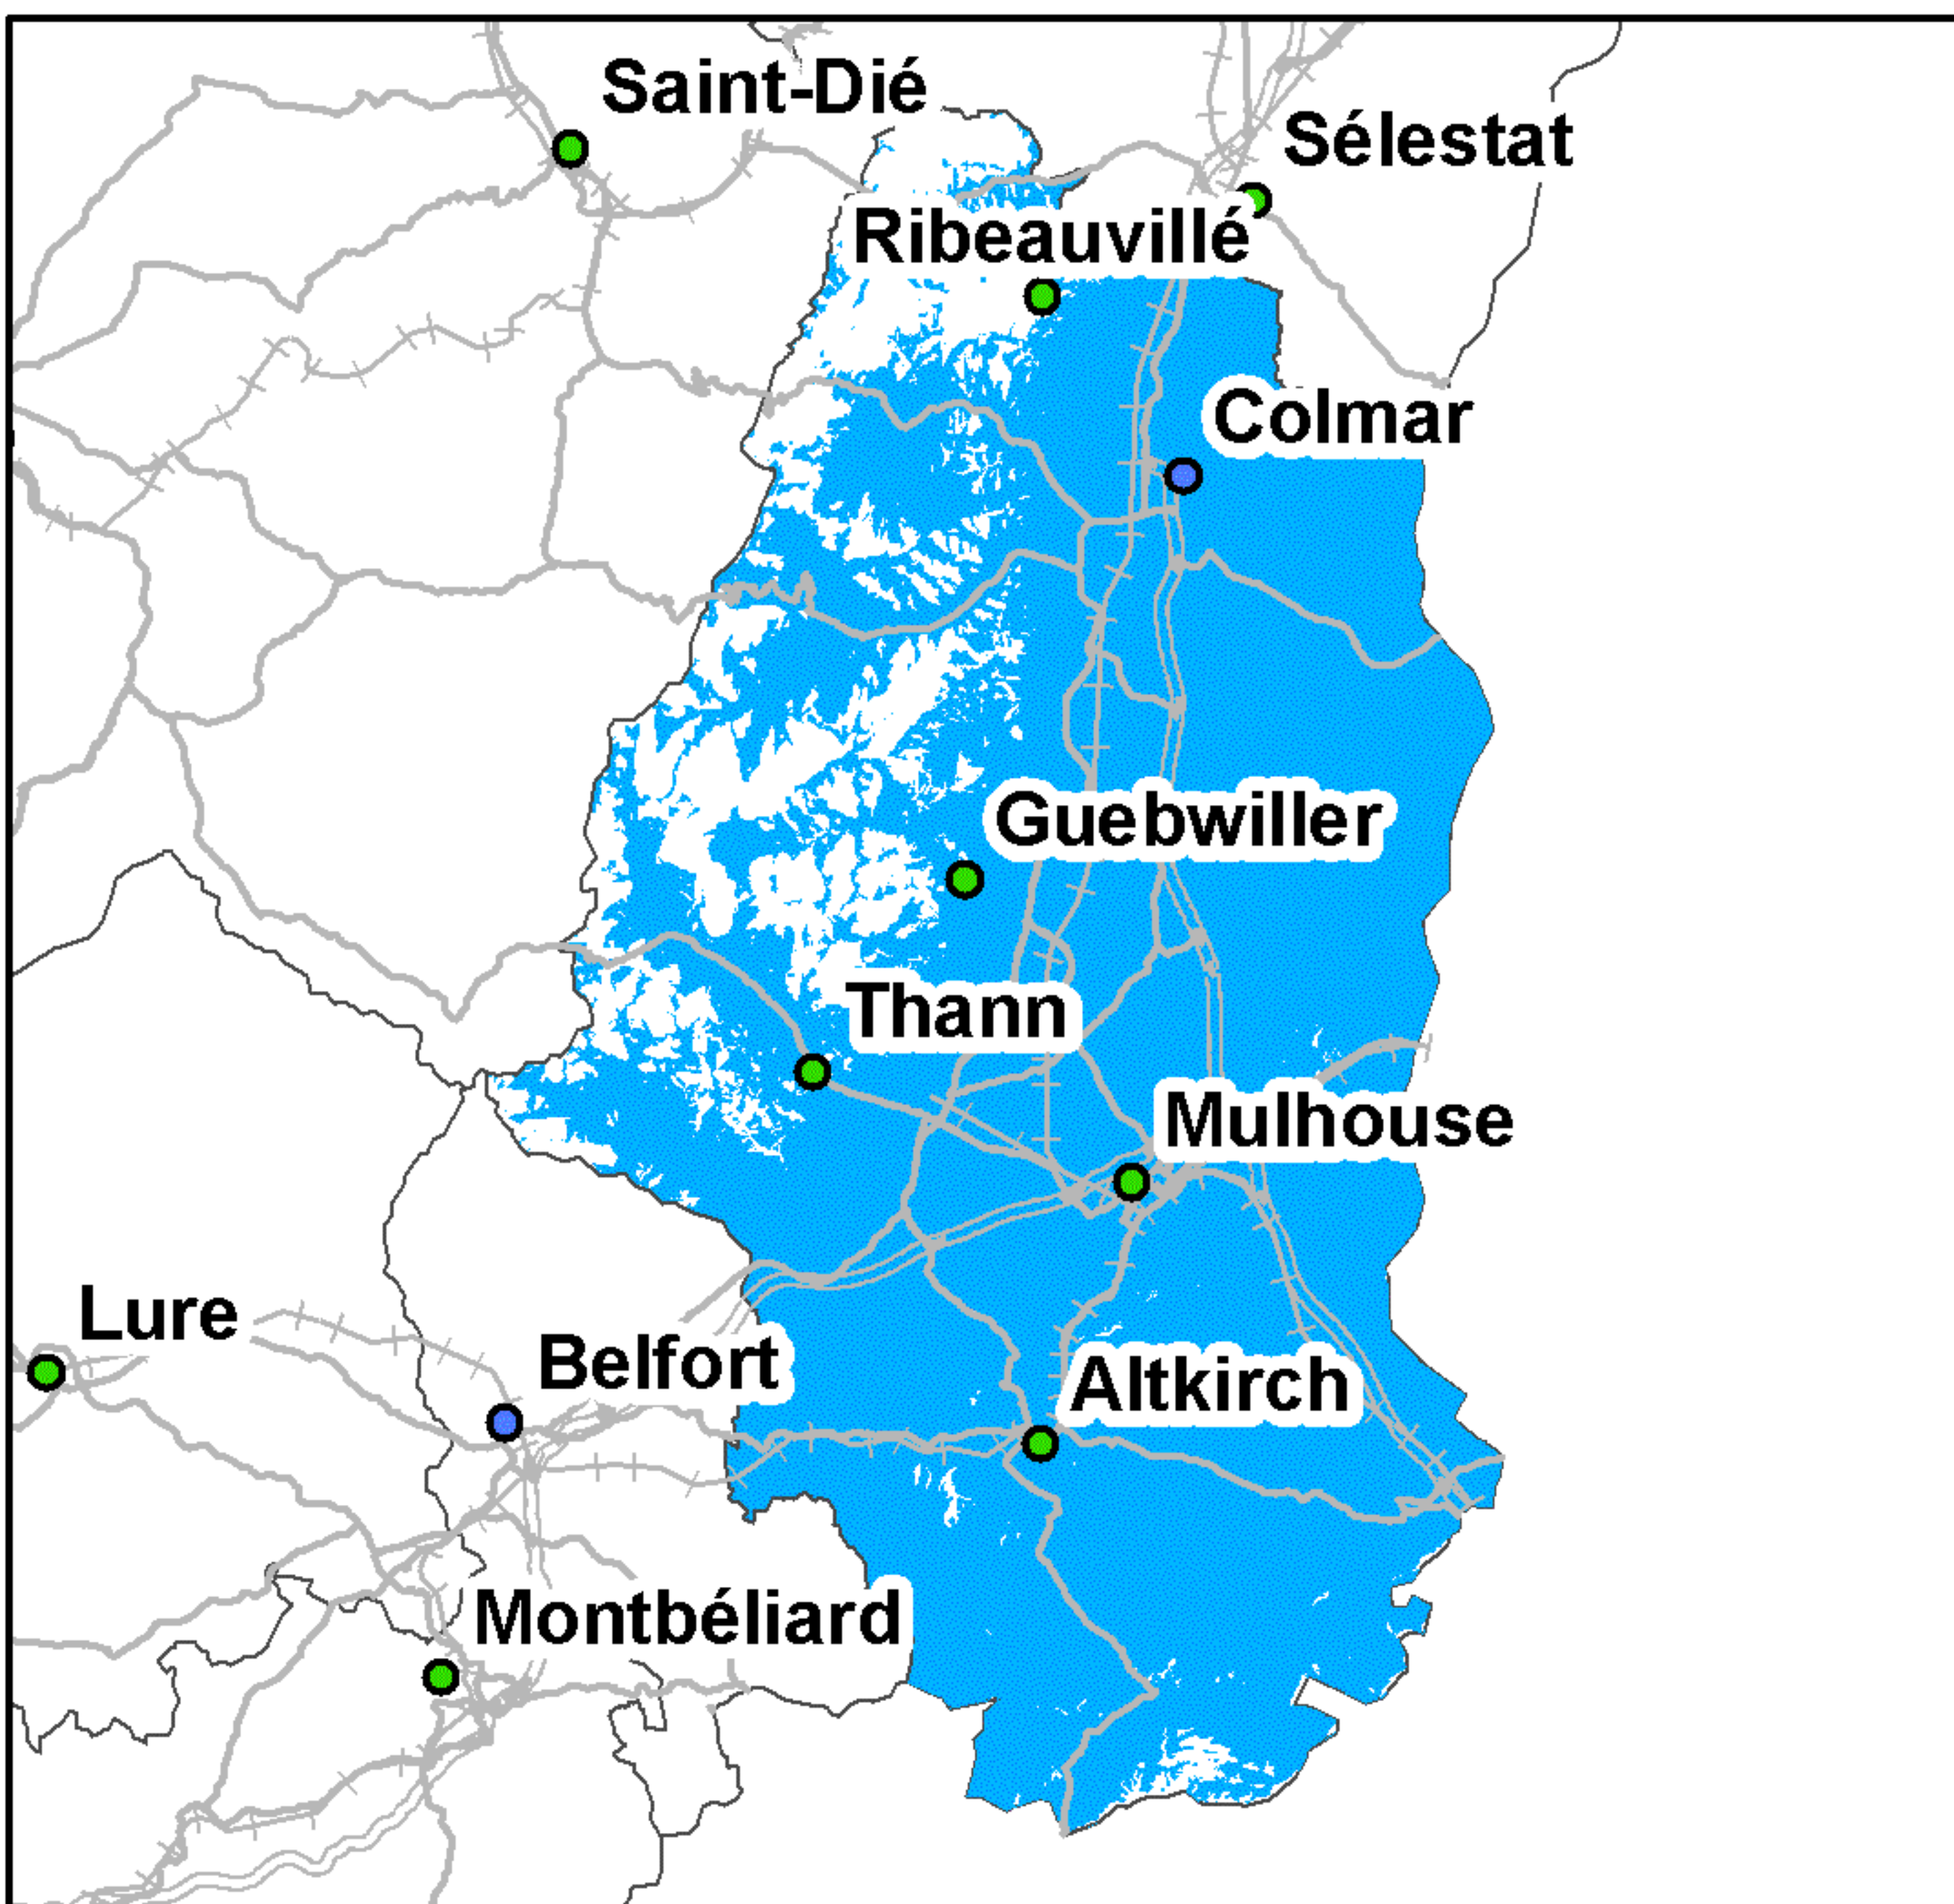 Saint-Dié
Sélestat
Ribeauvillé
Colmar
Guebwiller
Thann
Mulhouse
Lure
Belfort
Altkirch
Montbéliard